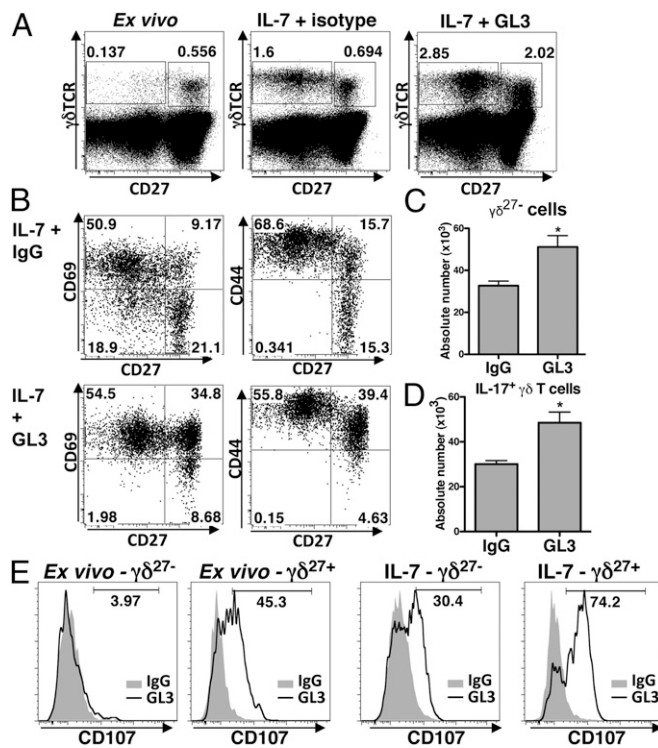 A
Ex vivo
IL-7 + isotype
IL-7 + GL3
0.137 0.556
1.6 0.694
2.85 2.02
γδTCR
γδTCR
γδTCR
CD27
CD27
CD27
B
IL-7 +
IgG
50.9 9.17
18.9 21.1
CD69
CD27
68.6 15.7
0.341 15.3
CD44
CD27
IL-7
+
GL3
54.5 34.8
1.98 8.68
CD69
CD27
55.8 39.4
0.15 4.63
CD44
CD27
C
γδ27- cells
Absolute number (x10³)
60
40
20
0
*
IgG GL3
D
IL-17+ γδ T cells
Absolute number (x10³)
60
40
20
0
*
IgG GL3
E
Ex vivo - γδ27-
3.97
IgG
GL3
CD107
Ex vivo - γδ27+
45.3
IgG
GL3
CD107
IL-7 - γδ27-
30.4
IgG
GL3
CD107
IL-7 - γδ27+
74.2
IgG
GL3
CD107